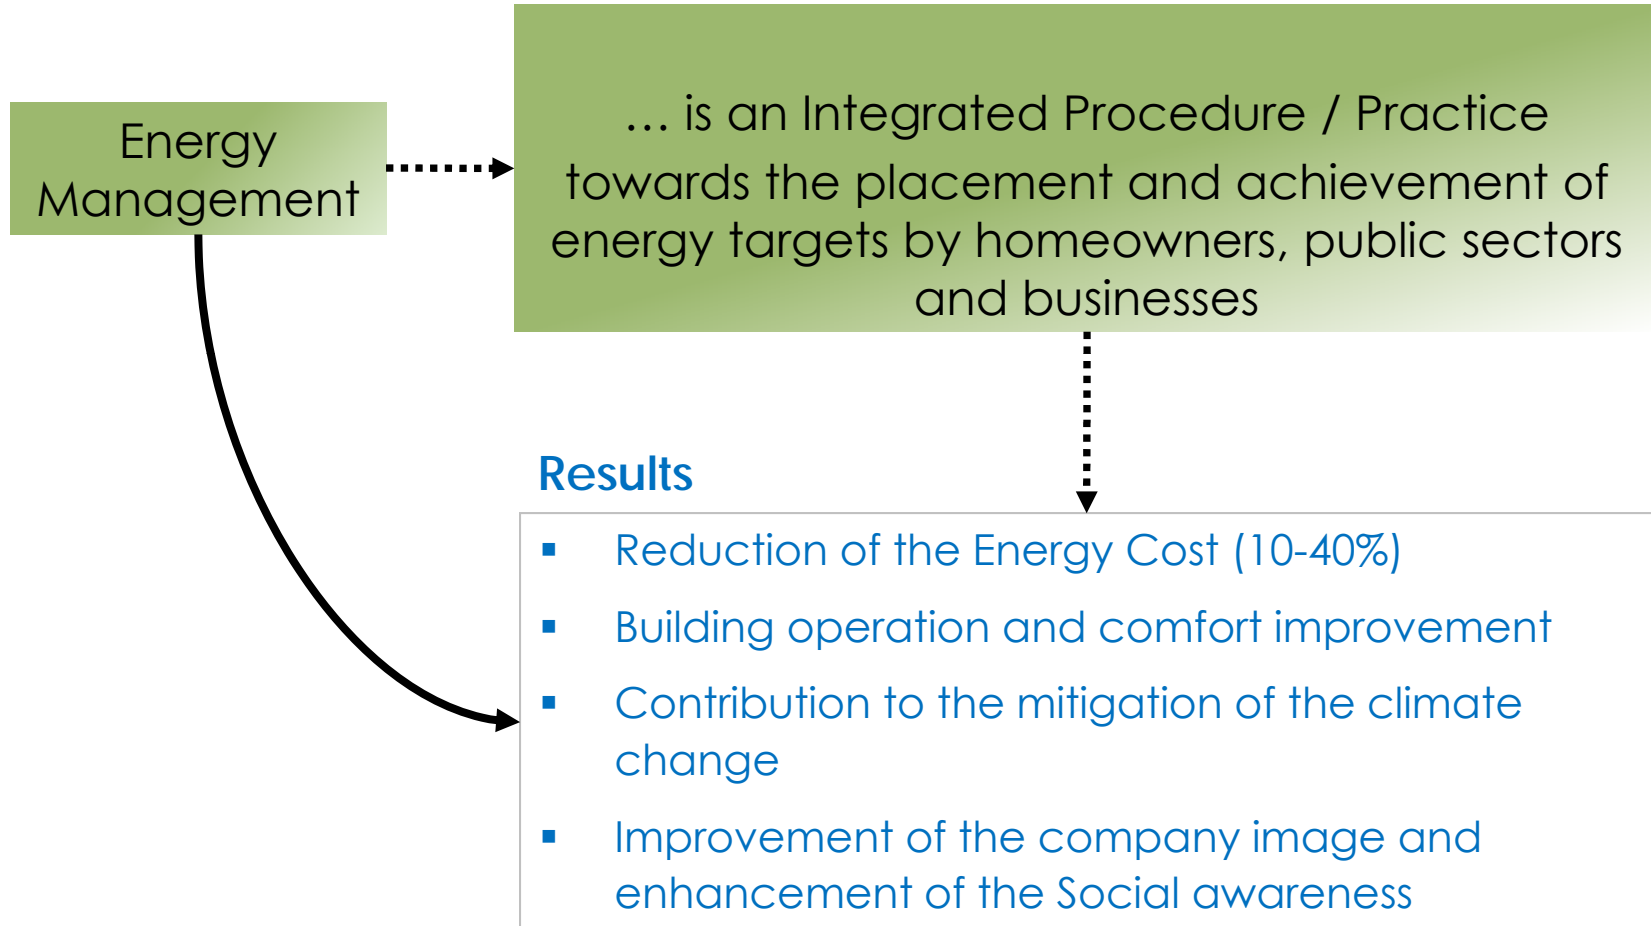 Energy
Management
... is an Integrated Procedure / Practice
towards the placement and achievement of
energy targets by homeowners, public sectors
and businesses
Results
▪ Reduction of the Energy Cost (10-40%)
▪ Building operation and comfort improvement
▪ Contribution to the mitigation of the climate
change
▪ Improvement of the company image and
enhancement of the Social awareness